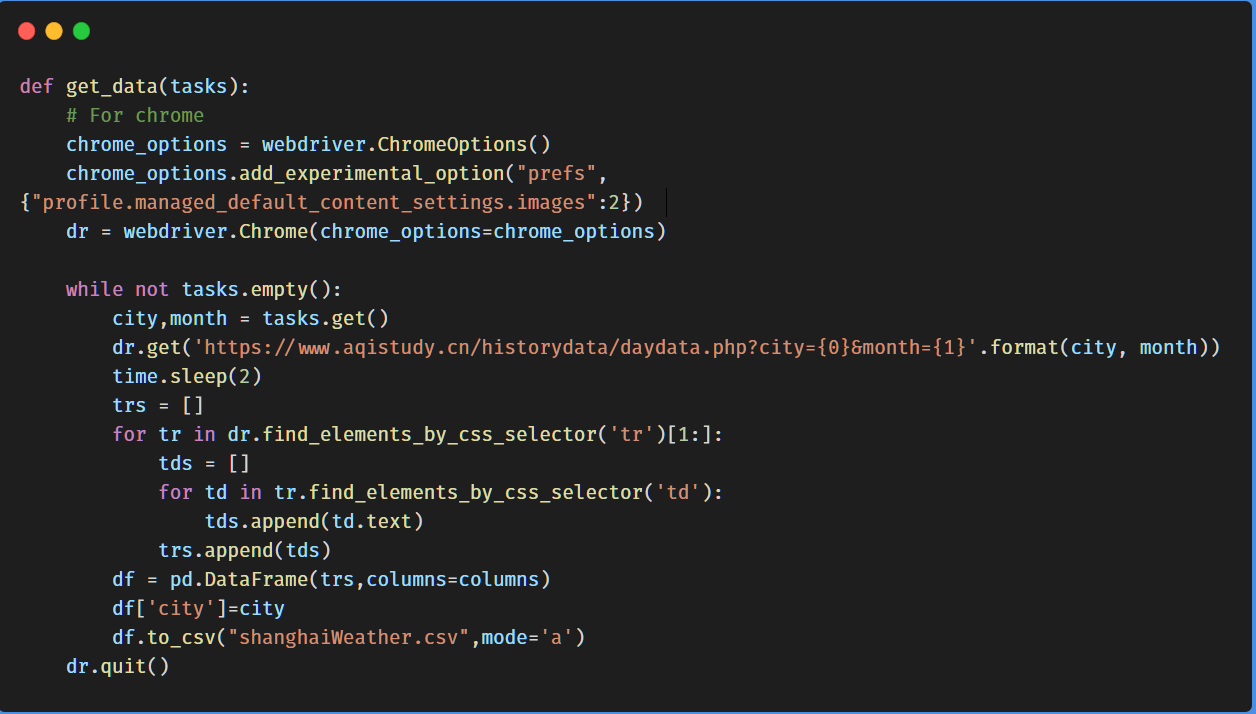 def get_data(tasks):
    # For chrome
    chrome_options = webdriver.ChromeOptions()
    chrome_options.add_experimental_option("prefs",
{"profile.managed_default_content_settings.images":2})
    dr = webdriver.Chrome(chrome_options=chrome_options)

    while not tasks.empty():
        city,month = tasks.get()
        dr.get('https://www.aqistudy.cn/historydata/daydata.php?city={0}&month={1}'.format(city, month))
        time.sleep(2)
        trs = []
        for tr in dr.find_elements_by_css_selector('tr')[1:]:
            tds = []
            for td in tr.find_elements_by_css_selector('td'):
                tds.append(td.text)
            trs.append(tds)
        df = pd.DataFrame(trs,columns=columns)
        df['city']=city
        df.to_csv("shanghaiWeather.csv",mode='a')
    dr.quit()